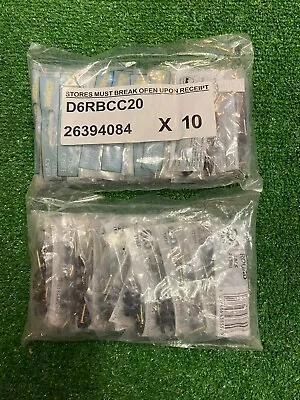 STORES MUST BREAK OPEN UPON RECEIPT
D6RBCC20
26394084 X 10